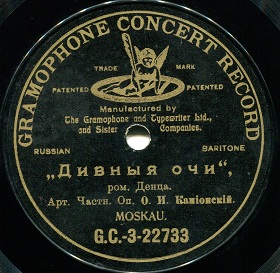 GRAMOPHONE CONCERT RECORD
TRADE MARK
PATENTED PATENTED
Manufactured by
The Gramophone and Typewriter Ltd.,
and Sister Companies.
RUSSIAN BARITONE
„Дивныя очи“,
ром. Денца.
Арт. Частн. Оп. О. И. Каміонскій.
MOSKAU.
G.C.-3-22733